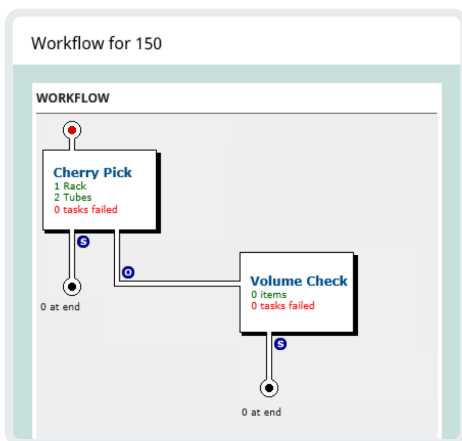 Workflow for 150
WORKFLOW
Cherry Pick
1 Rack
2 Tubes
0 tasks failed
S
O
0 at end
Volume Check
0 items
0 tasks failed
S
0 at end